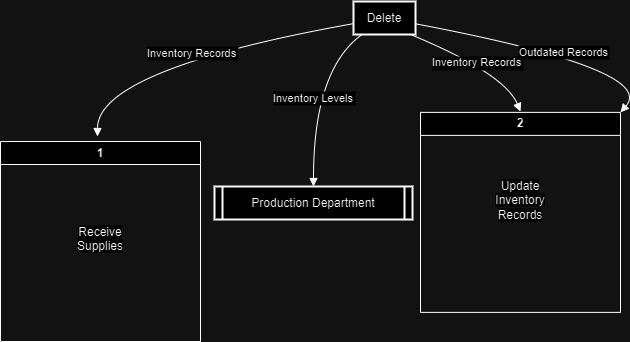 Delete
Inventory Records
Outdated Records
Inventory Records
Inventory Levels
1
2
Production Department
Update
Inventory
Records
Receive
Supplies